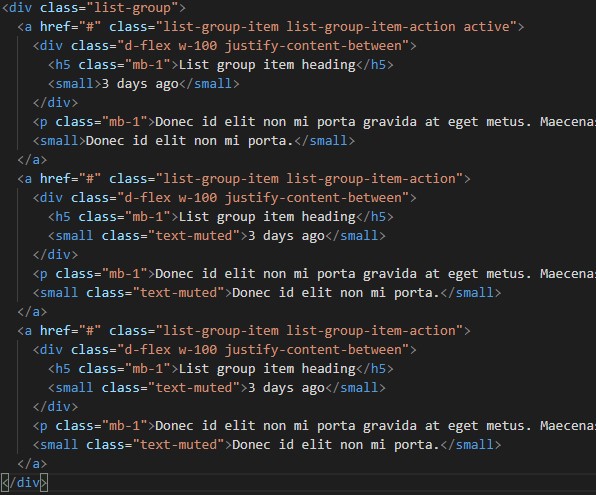 <div class="list-group">
<a href="#" class="list-group-item list-group-item-action active">
<div class="d-flex w-100 justify-content-between">
<h5 class="mb-1">List group item heading</h5>
<small>3 days ago</small>
</div>
<p class="mb-1">Donec id elit non mi porta gravida at eget metus. Maecenas
<small>Donec id elit non mi porta.</small>
</a>
<a href="#" class="list-group-item list-group-item-action">
<div class="d-flex w-100 justify-content-between">
<h5 class="mb-1">List group item heading</h5>
<small class="text-muted">3 days ago</small>
</div>
<p class="mb-1">Donec id elit non mi porta gravida at eget metus. Maecenas
<small class="text-muted">Donec id elit non mi porta.</small>
</a>
<a href="#" class="list-group-item list-group-item-action">
<div class="d-flex w-100 justify-content-between">
<h5 class="mb-1">List group item heading</h5>
<small class="text-muted">3 days ago</small>
</div>
<p class="mb-1">Donec id elit non mi porta gravida at eget metus. Maecenas
<small class="text-muted">Donec id elit non mi porta.</small>
</a>
</div>